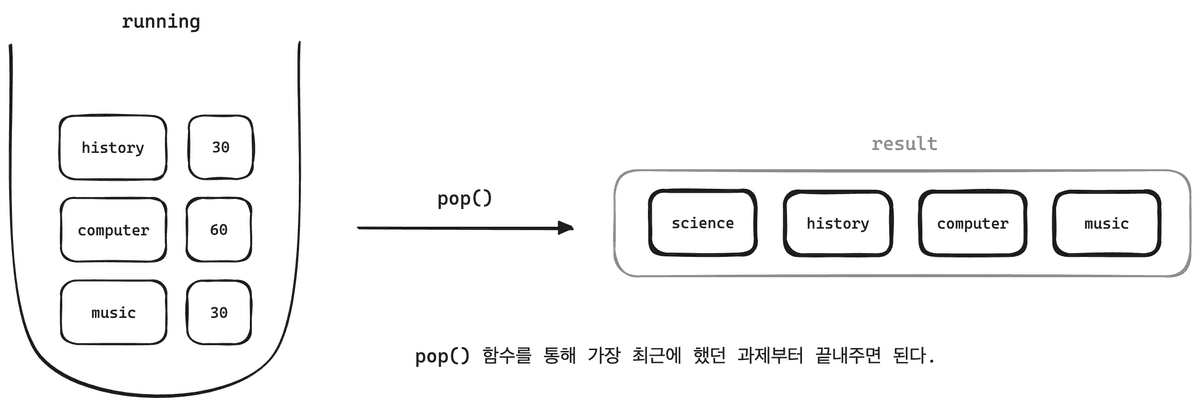 running
history 30
computer 60
music 30
pop()
result
science history computer music
pop() 함수를 통해 가장 최근에 했던 과제부터 끝내주면 된다.